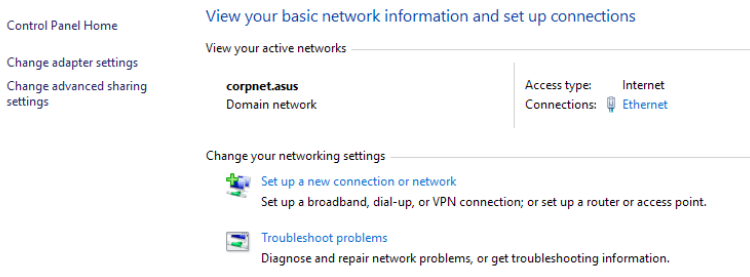 Control Panel Home
Change adapter settings
Change advanced sharing
settings
View your basic network information and set up connections
View your active networks
corpnet.asus
Domain network
Access type: Internet
Connections: Ethernet
Change your networking settings
Set up a new connection or network
Set up a broadband, dial-up, or VPN connection; or set up a router or access point.
Troubleshoot problems
Diagnose and repair network problems, or get troubleshooting information.